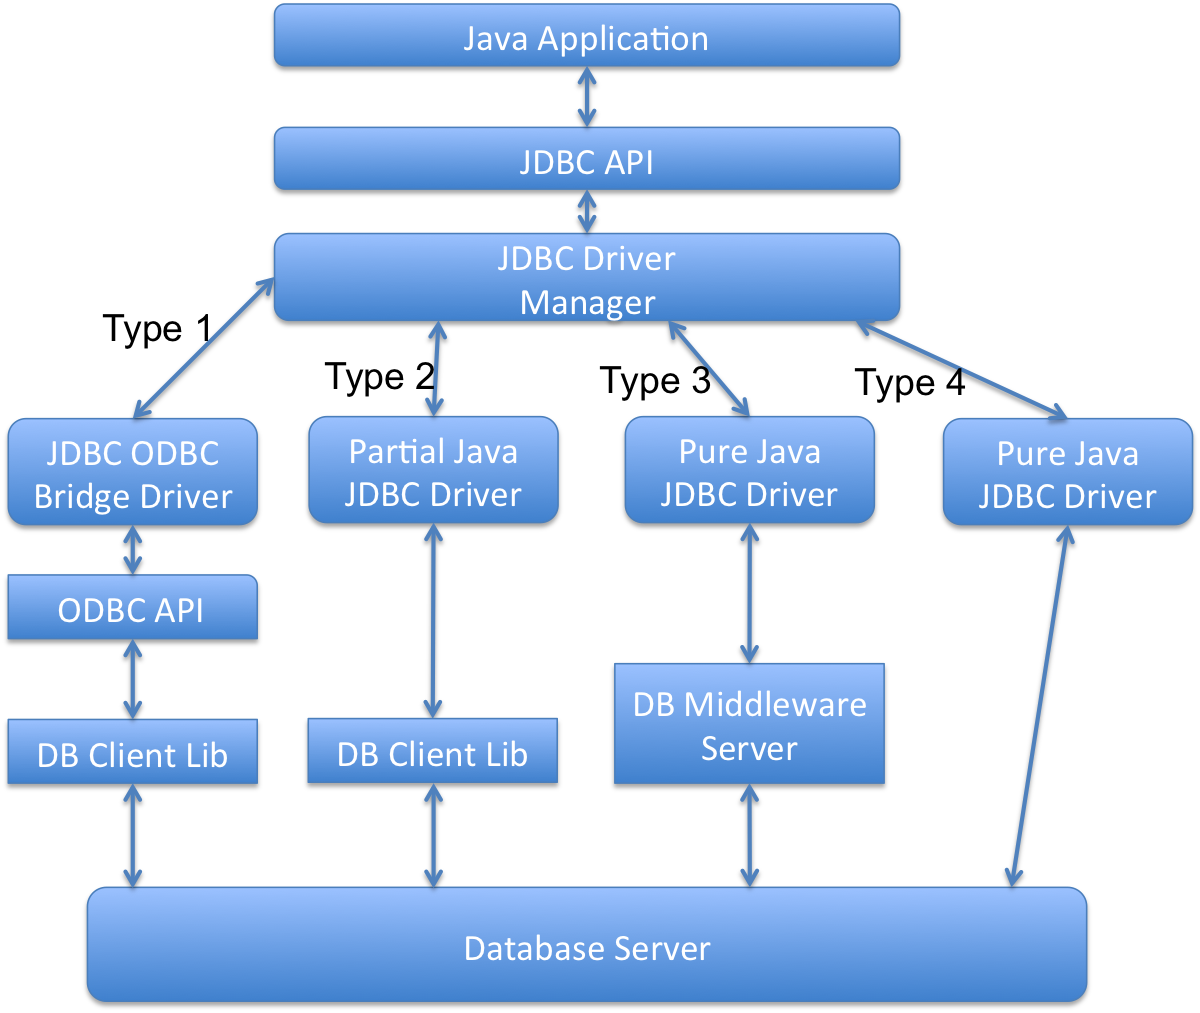 Java Application
JDBC API
JDBC Driver
Manager
Type 1
Type 2
Type 3
Type 4
JDBC ODBC
Bridge Driver
Partial Java
JDBC Driver
Pure Java
JDBC Driver
Pure Java
JDBC Driver
ODBC API
DB Client Lib
DB Client Lib
DB Middleware
Server
Database Server